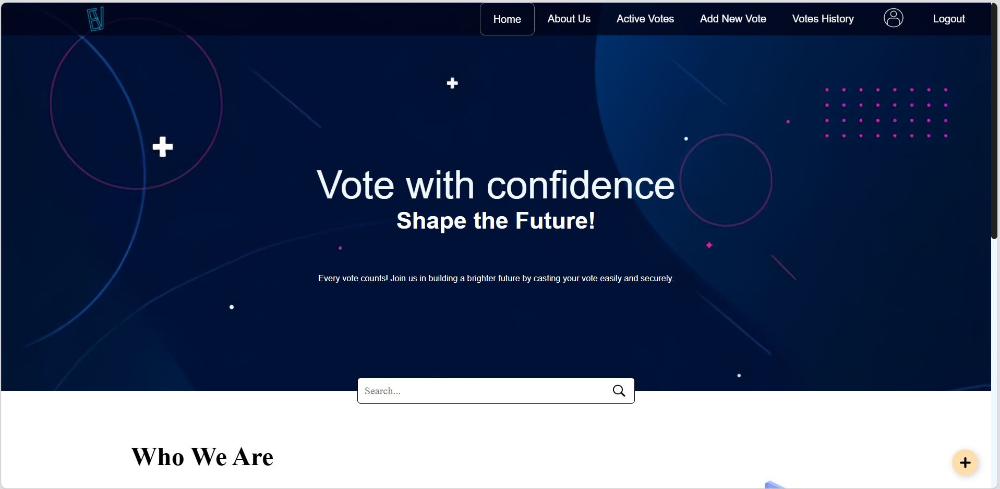 EV
Home About Us Active Votes Add New Vote Votes History Logout
Vote with confidence
Shape the Future!
Every vote counts! Join us in building a brighter future by casting your vote easily and securely.
Search...
Who We Are